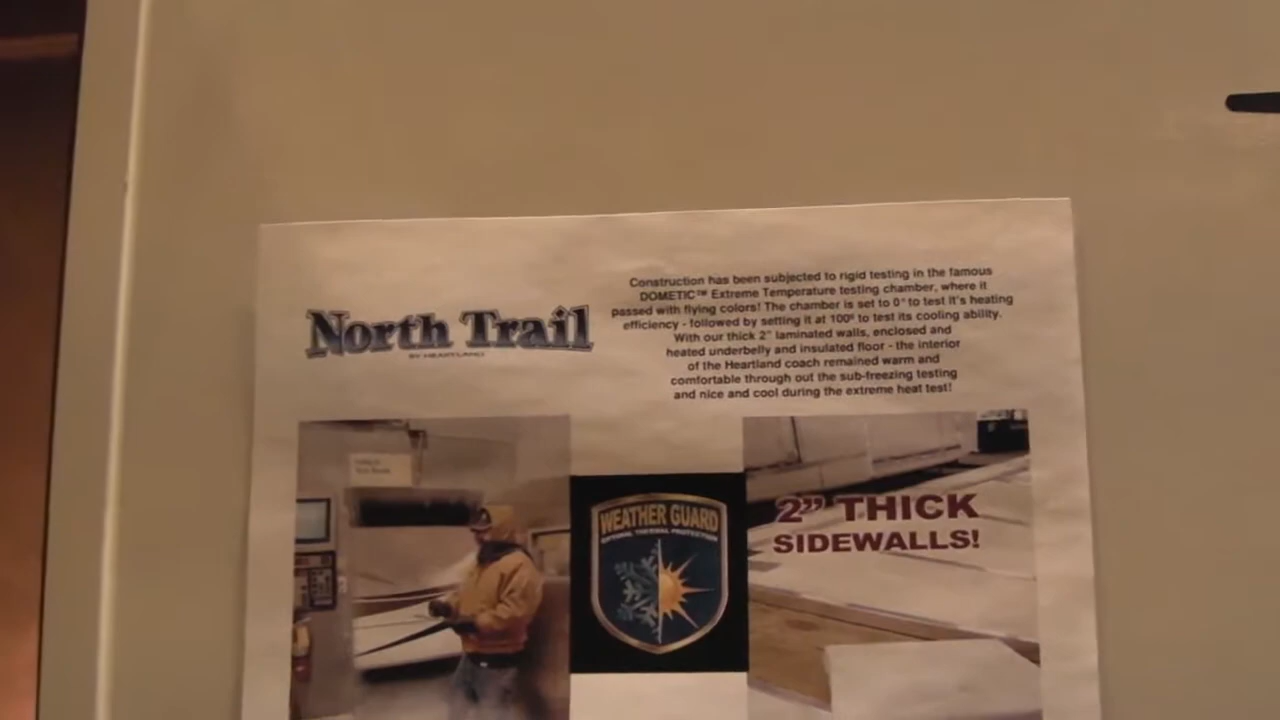 North Trail
BY HEARTLAND
Construction has been subjected to rigid testing in the famous
DOMETIC™ Extreme Temperature testing chamber, where it
passed with flying colors! The chamber is set to 0° to test it's heating
efficiency - followed by setting it at 100º to test its cooling ability.
With our thick 2" laminated walls, enclosed and
heated underbelly and insulated floor - the interior
of the Heartland coach remained warm and
comfortable through out the sub-freezing testing
and nice and cool during the extreme heat test!
WEATHER GUARD
OPTIONAL THERMAL PROTECTION
2” THICK
SIDEWALLS!